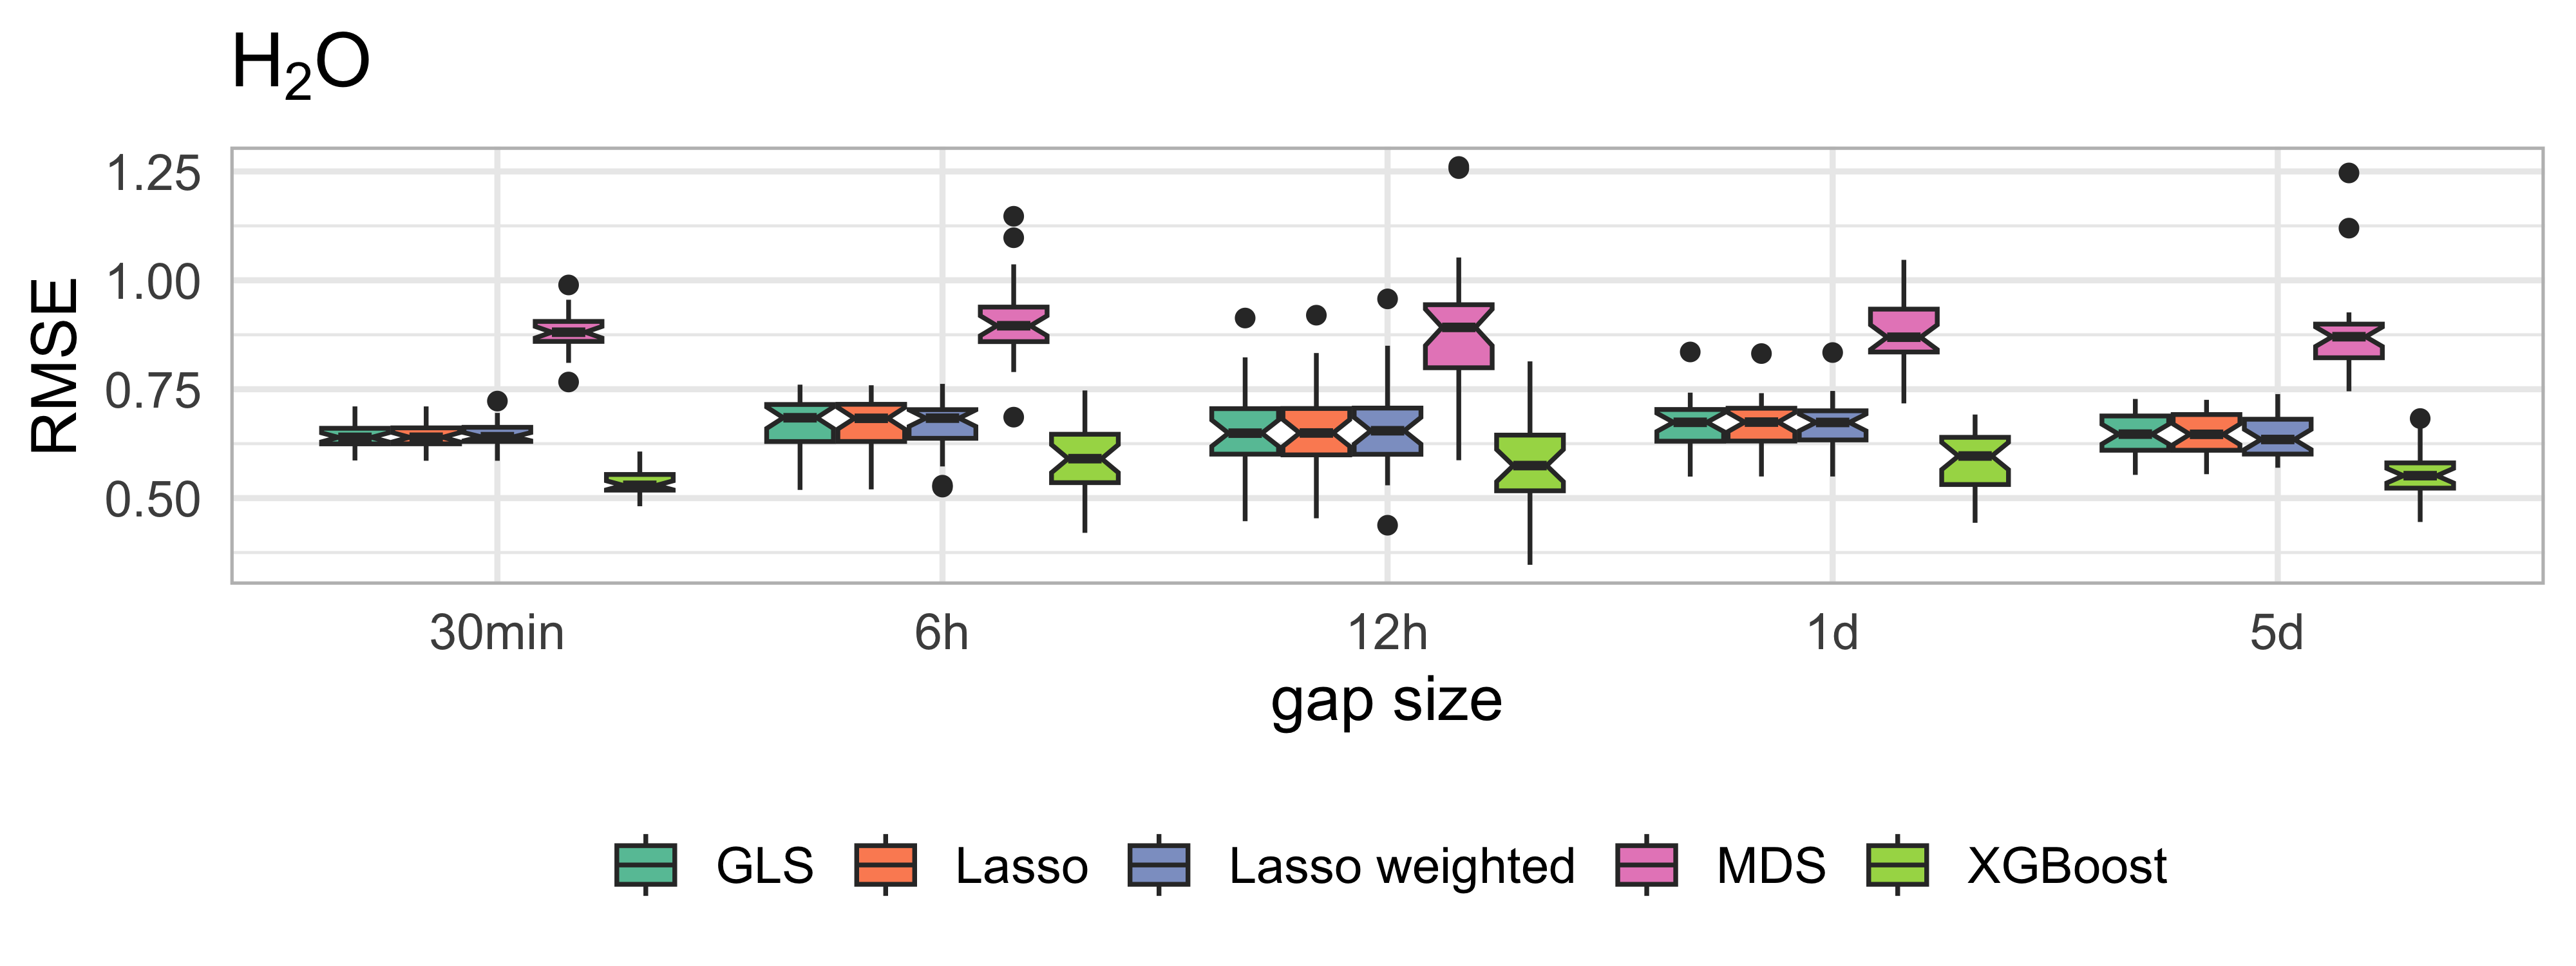 H₂O
1.25
1.00
0.75
0.50
RMSE
30min 6h 12h 1d 5d
gap size
GLS Lasso Lasso weighted MDS XGBoost